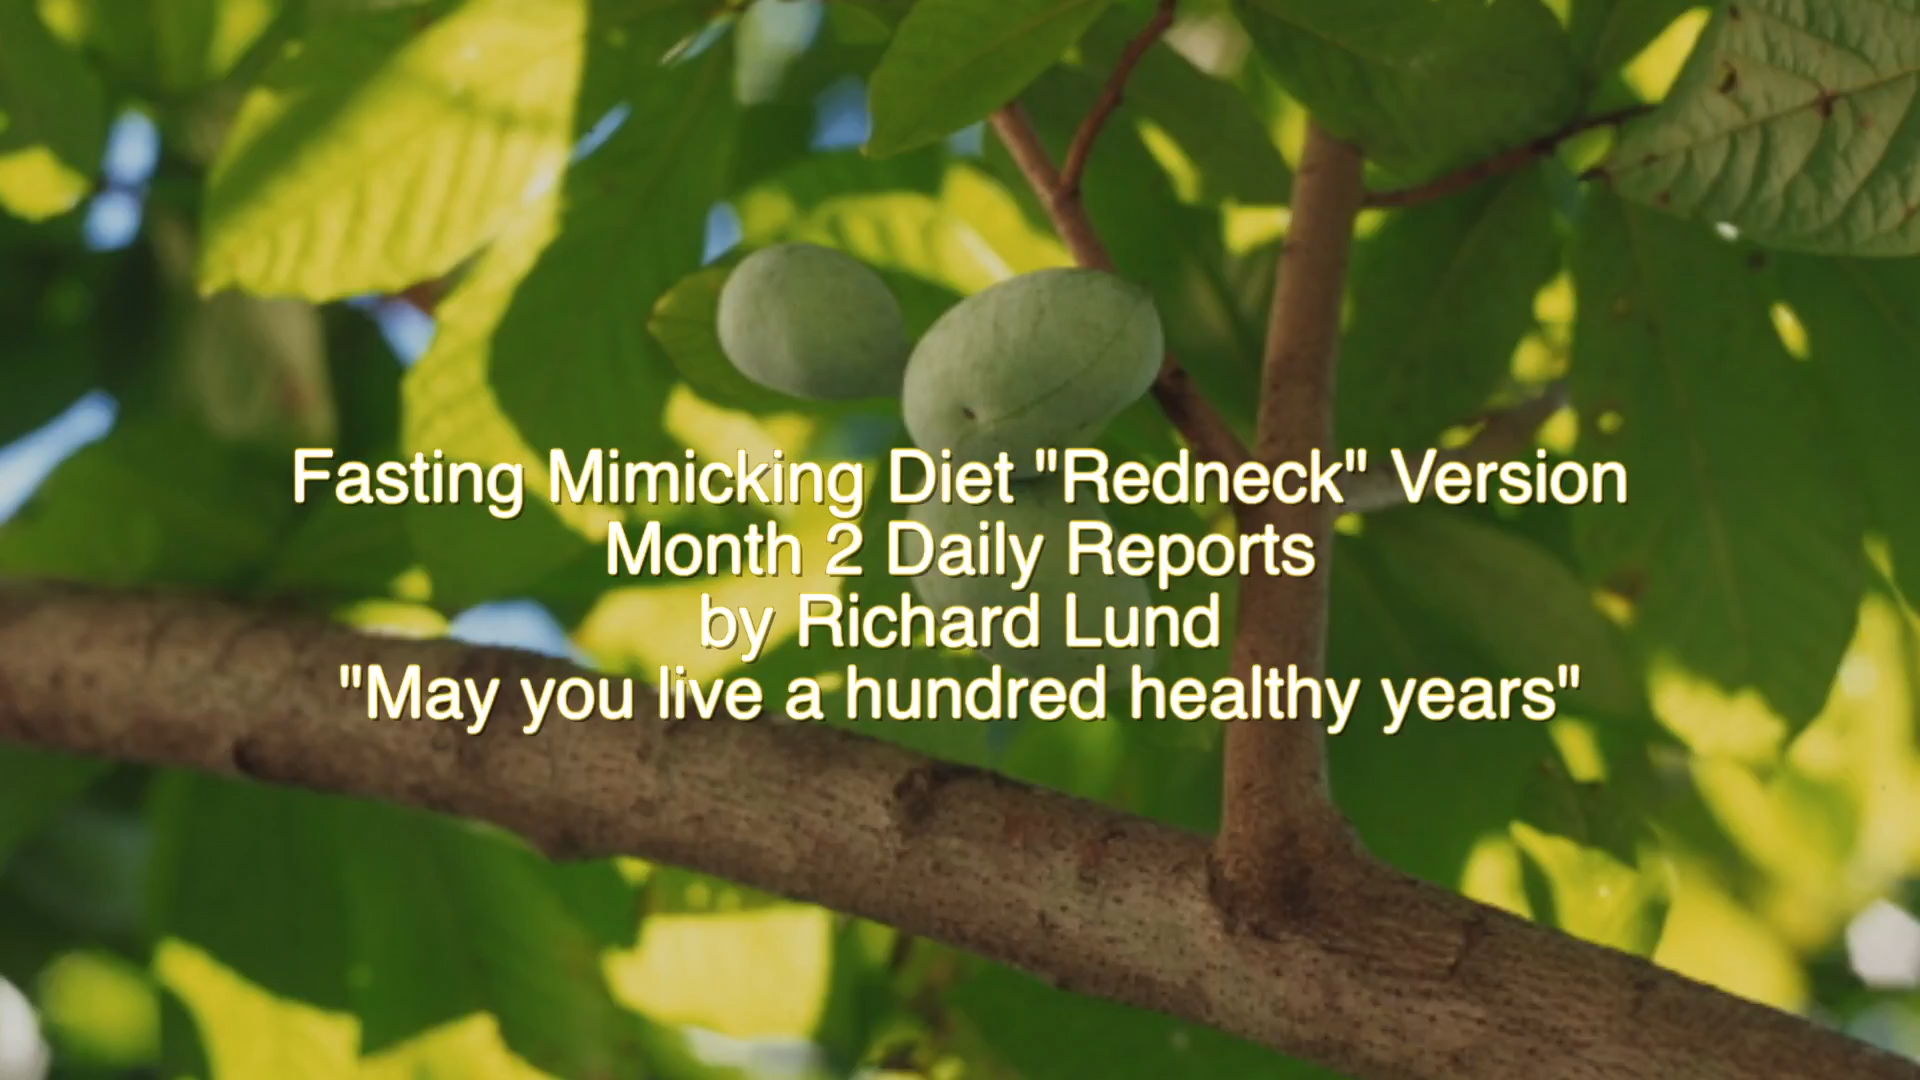 Fasting Mimicking Diet "Redneck" Version
Month 2 Daily Reports
by Richard Lund
"May you live a hundred healthy years"